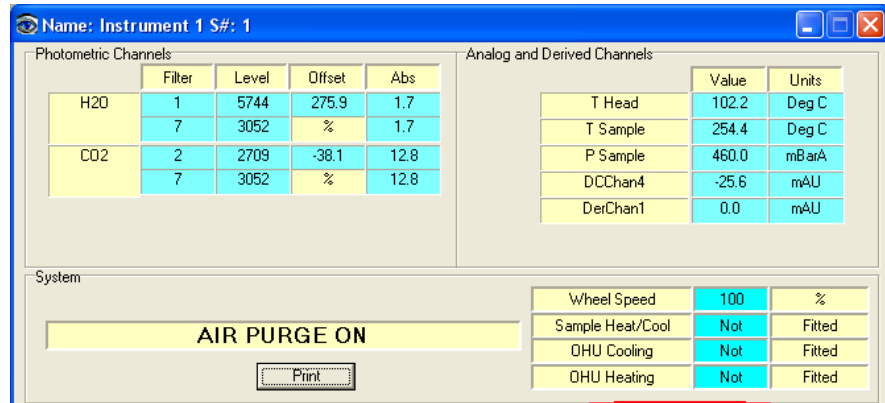 Name: Instrument 1 S#: 1
Photometric Channels
Filter Level Offset Abs
H2O 1 5744 275.9 1.7
7 3052 % 1.7
CO2 2 2709 -38.1 12.8
7 3052 % 12.8
Analog and Derived Channels
Value Units
T Head 102.2 Deg C
T Sample 254.4 Deg C
P Sample 460.0 mBarA
DCChan4 -25.6 mAU
DerChan1 0.0 mAU
System
AIR PURGE ON
Print
Wheel Speed 100 %
Sample Heat/Cool Not Fitted
OHU Cooling Not Fitted
OHU Heating Not Fitted